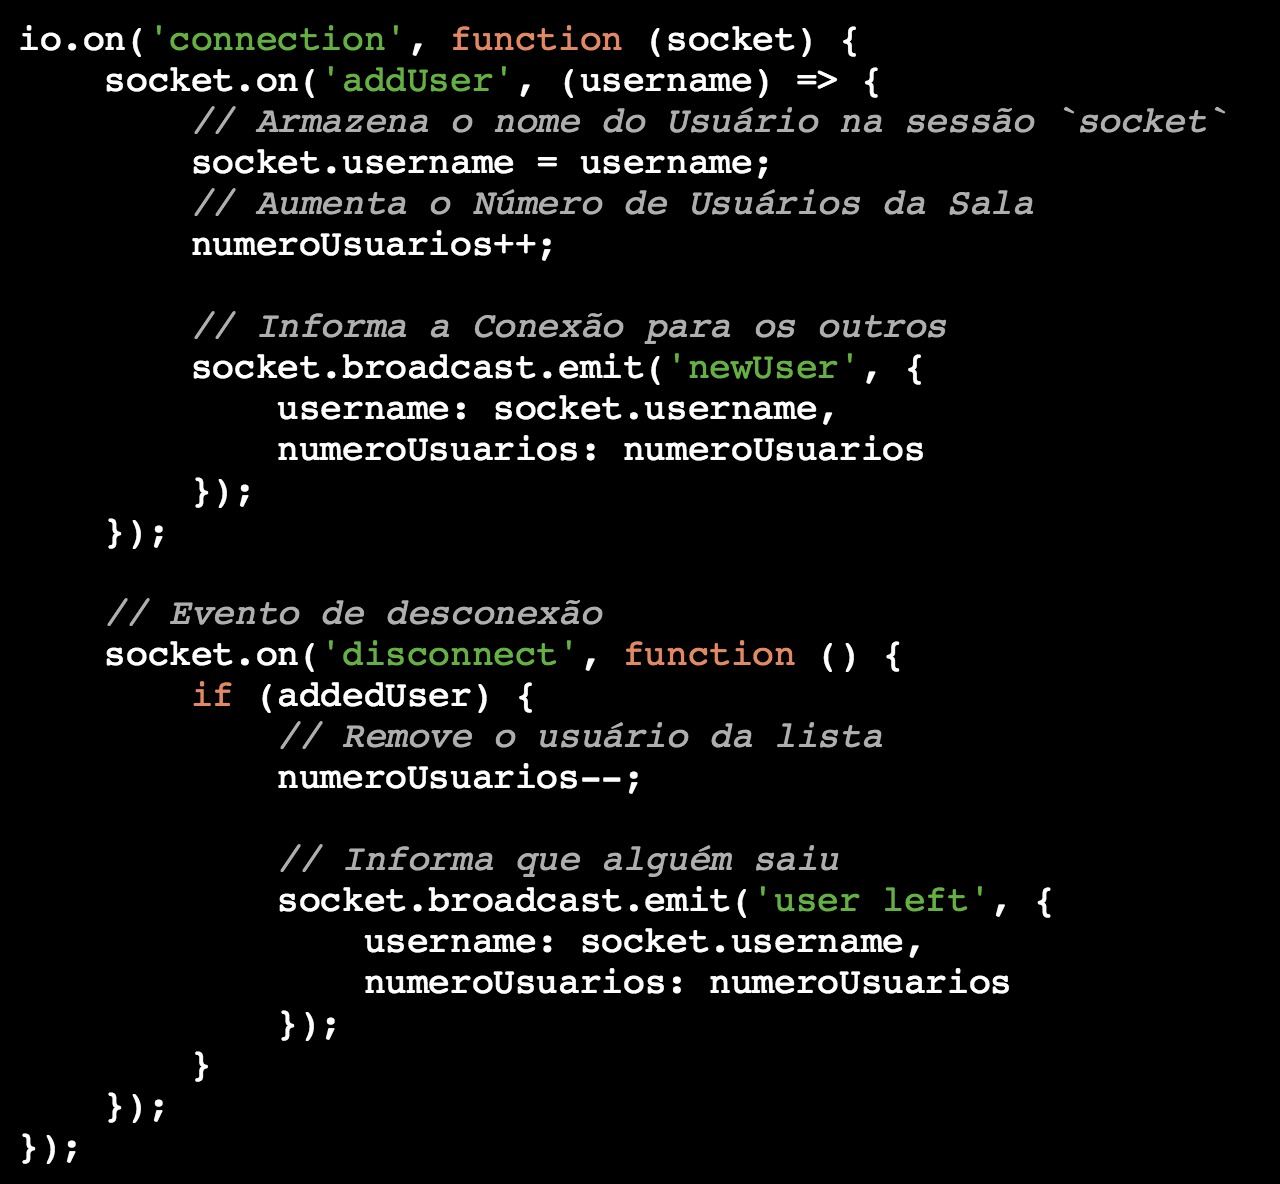 io.on('connection', function (socket) {
    socket.on('addUser', (username) => {
        // Armazena o nome do Usuário na sessão `socket`
        socket.username = username;
        // Aumenta o Número de Usuários da Sala
        numeroUsuarios++;

        // Informa a Conexão para os outros
        socket.broadcast.emit('newUser', {
            username: socket.username,
            numeroUsuarios: numeroUsuarios
        });
    });

    // Evento de desconexão
    socket.on('disconnect', function () {
        if (addedUser) {
            // Remove o usuário da lista
            numeroUsuarios--;

            // Informa que alguém saiu
            socket.broadcast.emit('user left', {
                username: socket.username,
                numeroUsuarios: numeroUsuarios
            });
        }
    });
});